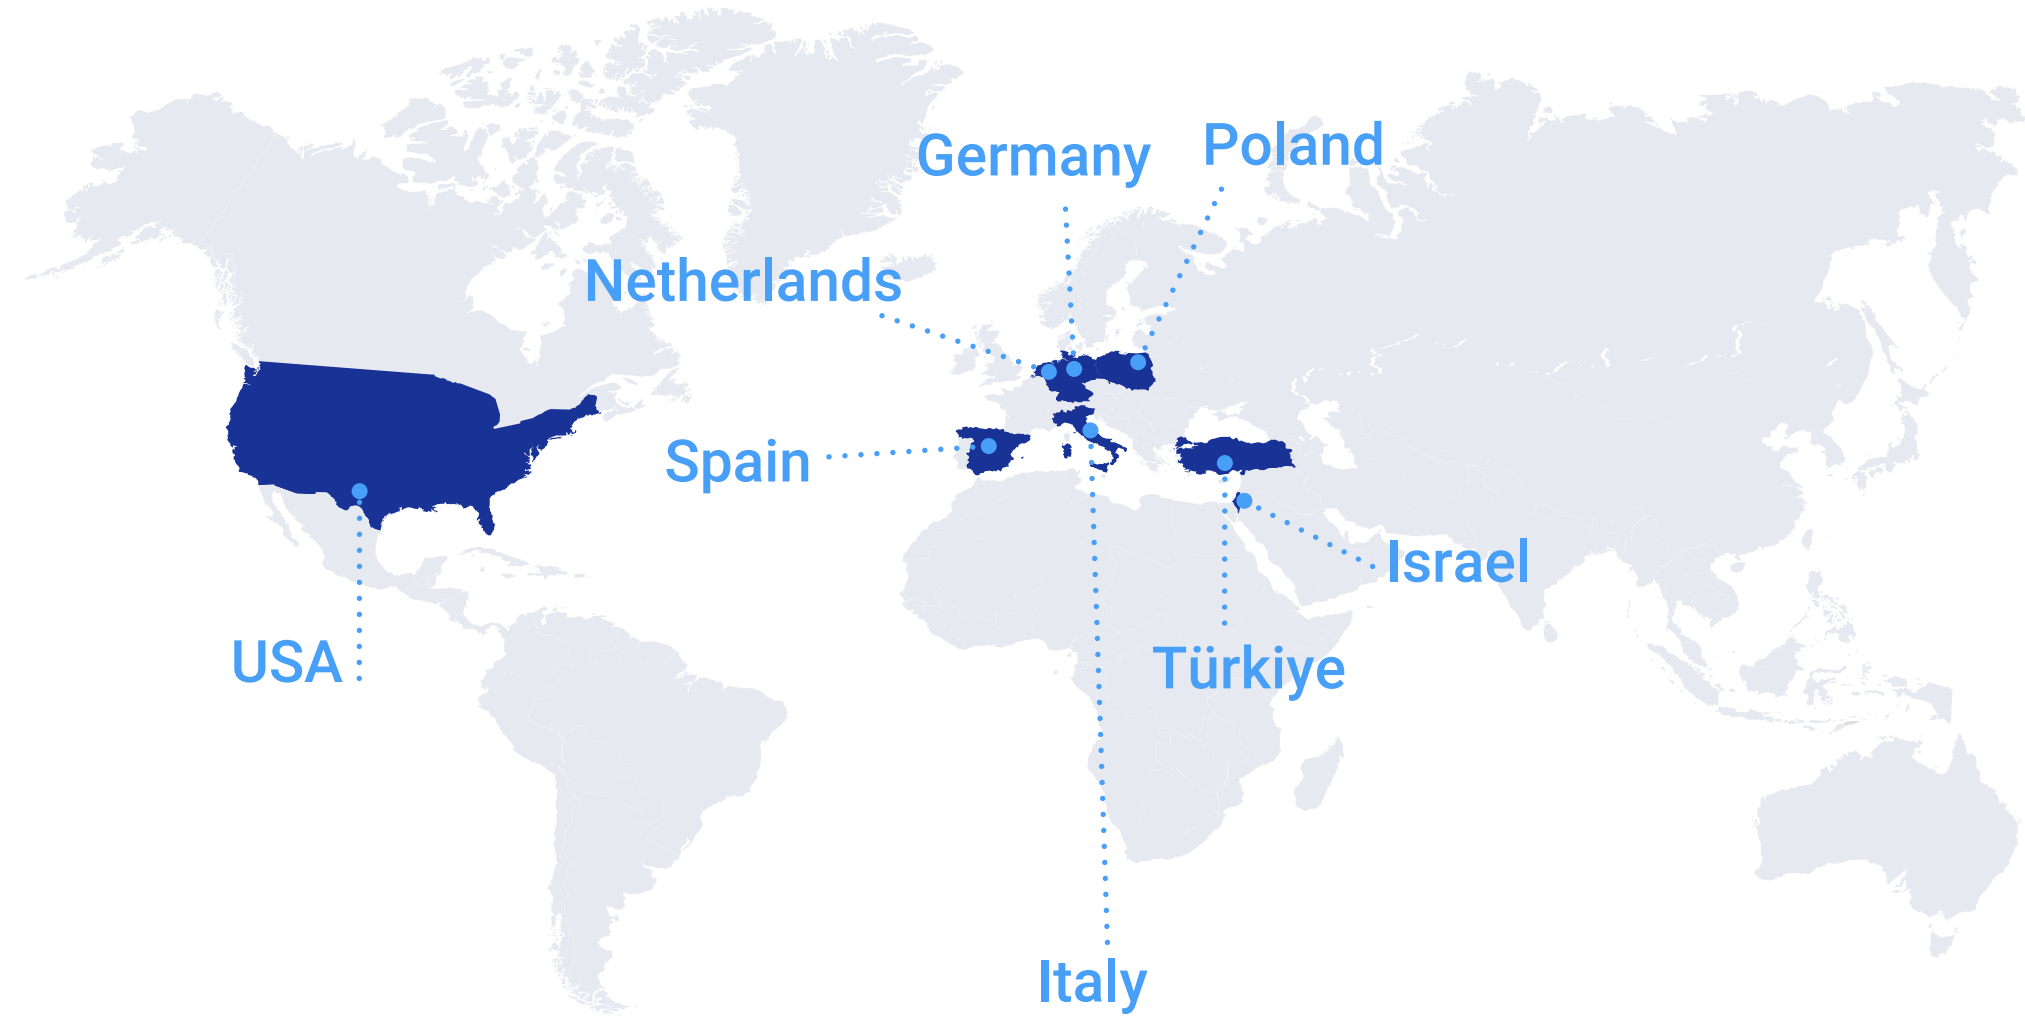 Germany
Poland
Netherlands
Spain
Israel
USA
Türkiye
Italy